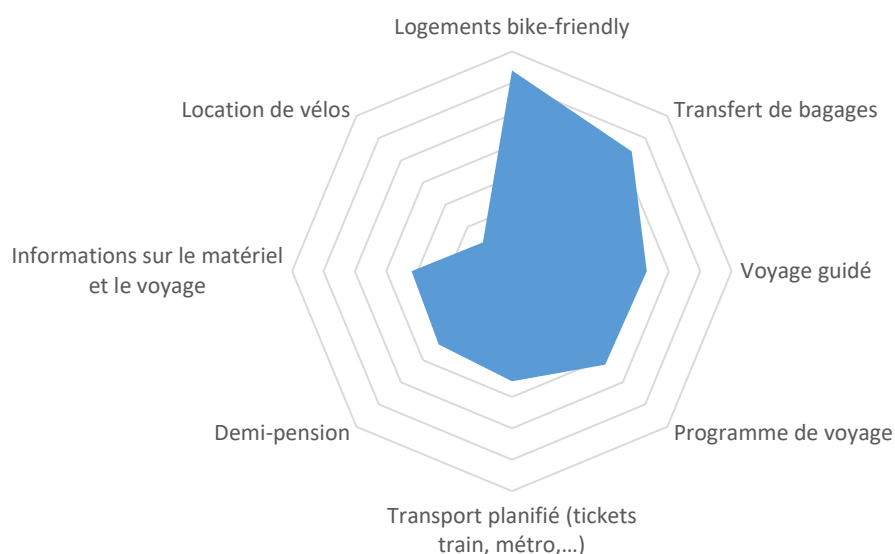 Logements bike-friendly
Location de vélos
Transfert de bagages
Informations sur le matériel
et le voyage
Voyage guidé
Demi-pension
Programme de voyage
Transport planifié (tickets
train, métro,...)